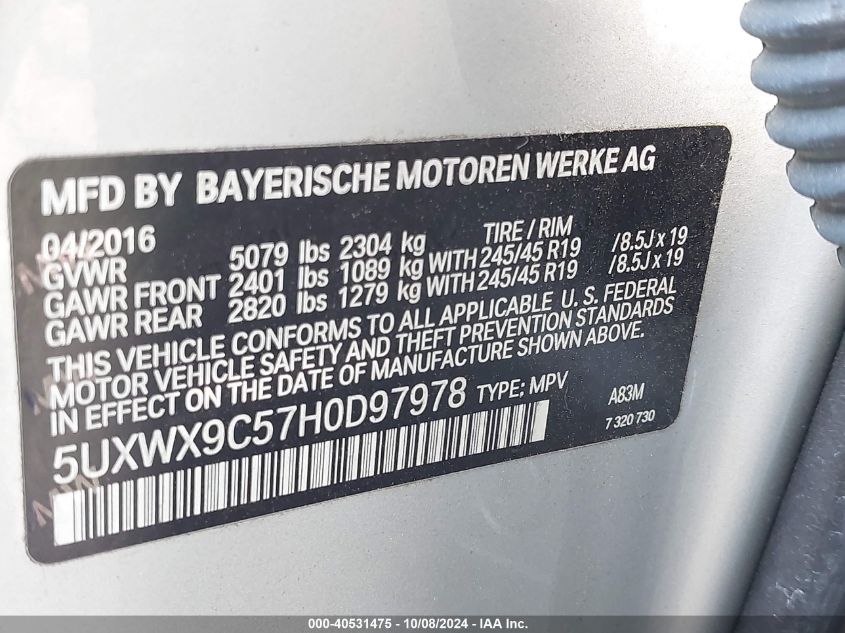 MFD BY BAYERISCHE MOTOREN WERKE AG
04/2016 TIRE / RIM
GVWR 5079 lbs 2304 kg
GAWR FRONT 2401 lbs 1089 kg WITH 245/45 R19 /8.5J x 19
GAWR REAR 2820 lbs 1279 kg WITH 245/45 R19 /8.5J x 19
THIS VEHICLE CONFORMS TO ALL APPLICABLE U. S. FEDERAL
MOTOR VEHICLE SAFETY AND THEFT PREVENTION STANDARDS
IN EFFECT ON THE DATE OF MANUFACTURE SHOWN ABOVE.
5UXWX9C57H0D97978 TYPE; MPV A83M
7 320 730
000-40531475 - 10/08/2024 - IAA Inc.